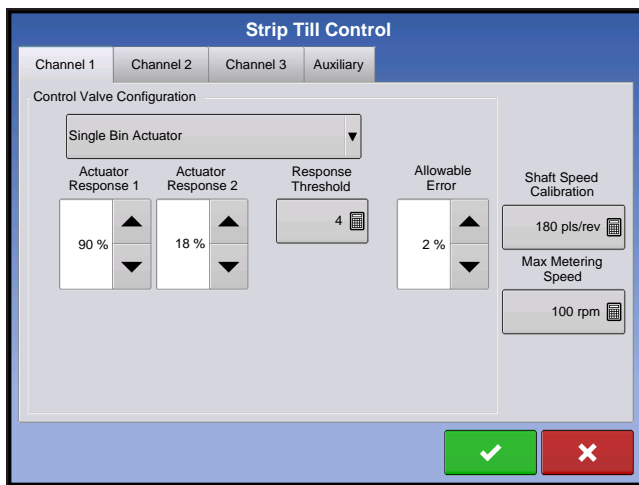 Strip Till Control
Channel 1
Channel 2
Channel 3
Auxiliary
Control Valve Configuration
Single Bin Actuator
Actuator
Response 1
Actuator
Response 2
Response
Threshold
Allowable
Error
Shaft Speed
Calibration
90 %
18 %
4
2 %
180 pls/rev
Max Metering
Speed
100 rpm